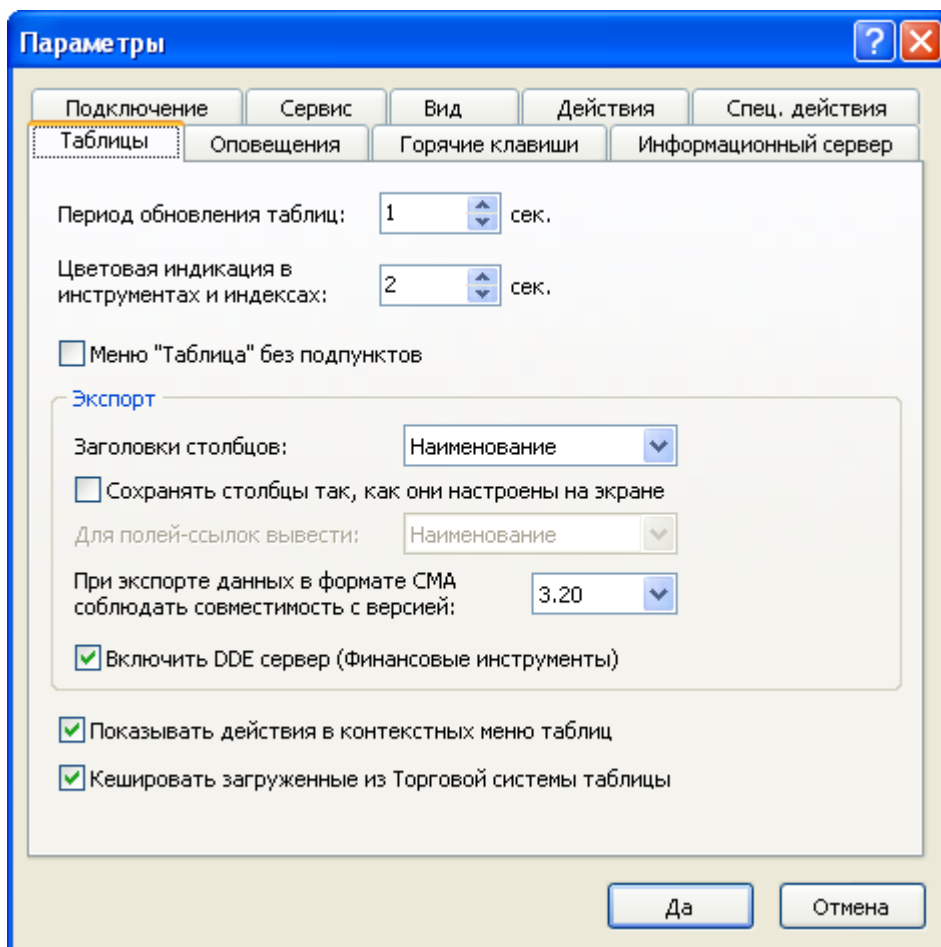 Параметры
Подключение Сервис Вид Действия Спец. действия
Таблицы Оповещения Горячие клавиши Информационный сервер
Период обновления таблиц: 1 сек.
Цветовая индикация в
инструментах и индексах: 2 сек.
Меню "Таблица" без подпунктов
Экспорт
Заголовки столбцов: Наименование
Сохранять столбцы так, как они настроены на экране
Для полей-ссылок вывести: Наименование
При экспорте данных в формате СМА
соблюдать совместимость с версией: 3.20
Включить DDE сервер (Финансовые инструменты)
Показывать действия в контекстных меню таблиц
Кешировать загруженные из Торговой системы таблицы
Да Отмена